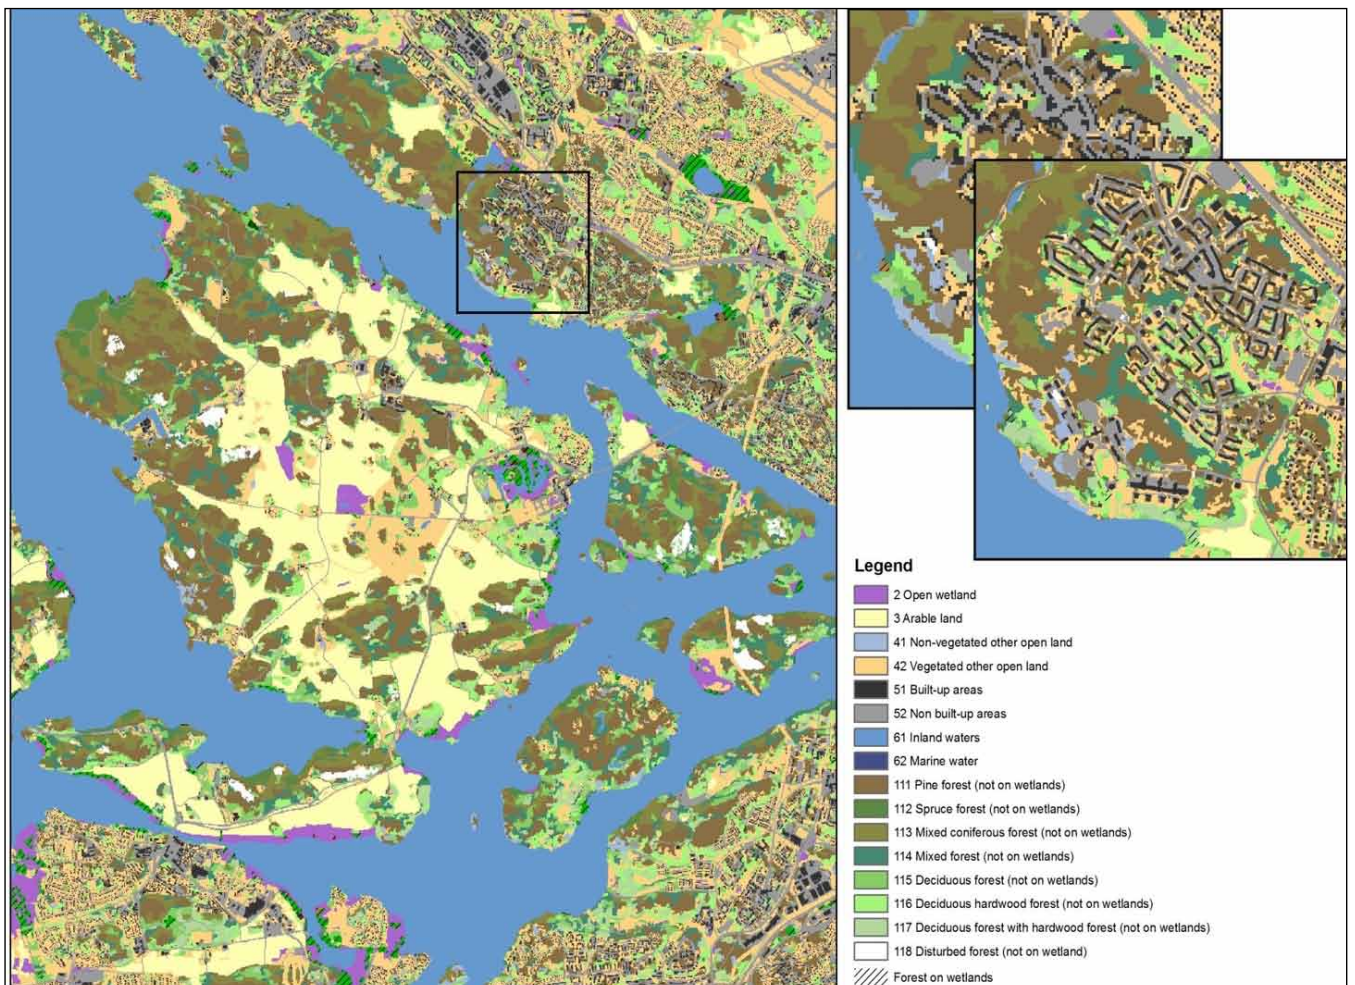 Legend
2 Open wetland
3 Arable land
41 Non-vegetated other open land
42 Vegetated other open land
51 Built-up areas
52 Non built-up areas
61 Inland waters
62 Marine water
111 Pine forest (not on wetlands)
112 Spruce forest (not on wetlands)
113 Mixed coniferous forest (not on wetlands)
114 Mixed forest (not on wetlands)
115 Deciduous forest (not on wetlands)
116 Deciduous hardwood forest (not on wetlands)
117 Deciduous forest with hardwood forest (not on wetlands)
118 Disturbed forest (not on wetland)
Forest on wetlands